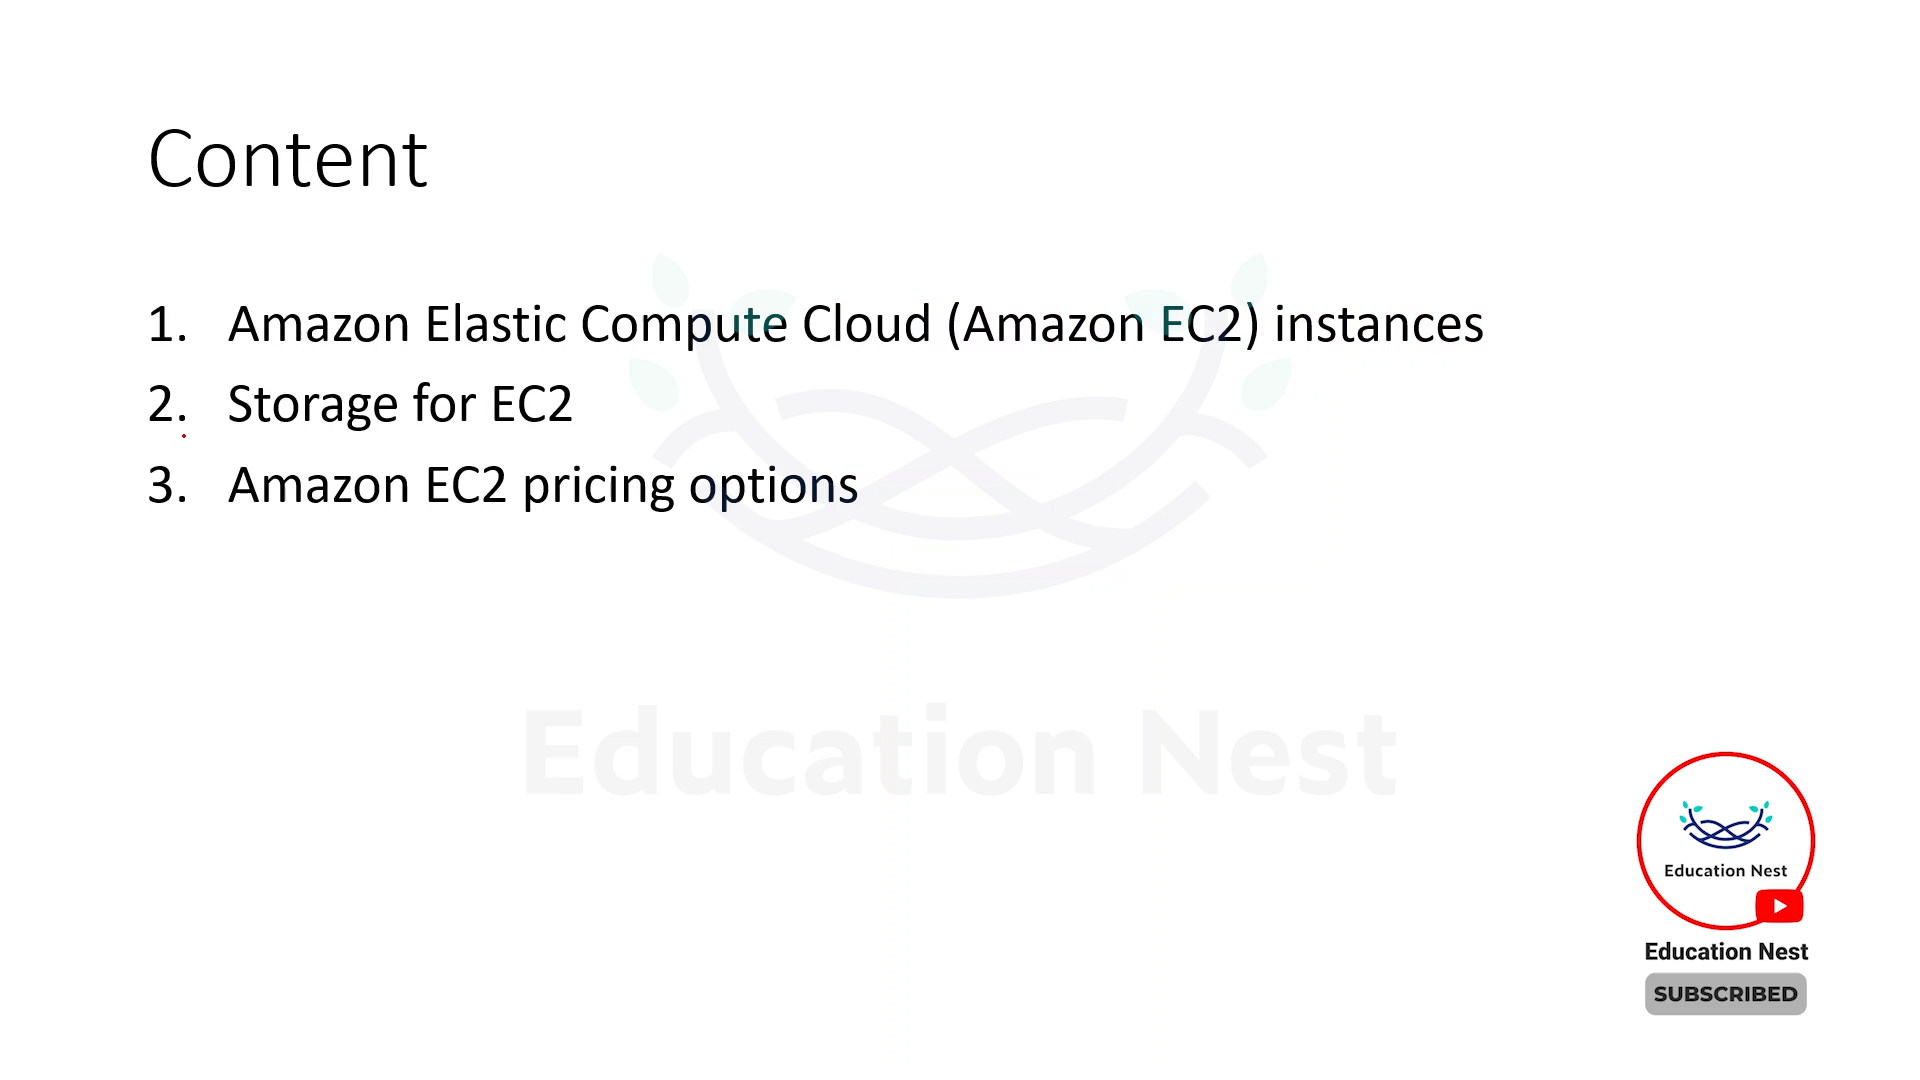 Content
1. Amazon Elastic Compute Cloud (Amazon EC2) instances
2. Storage for EC2
3. Amazon EC2 pricing options
Education Nest
Education Nest
Education Nest
SUBSCRIBED